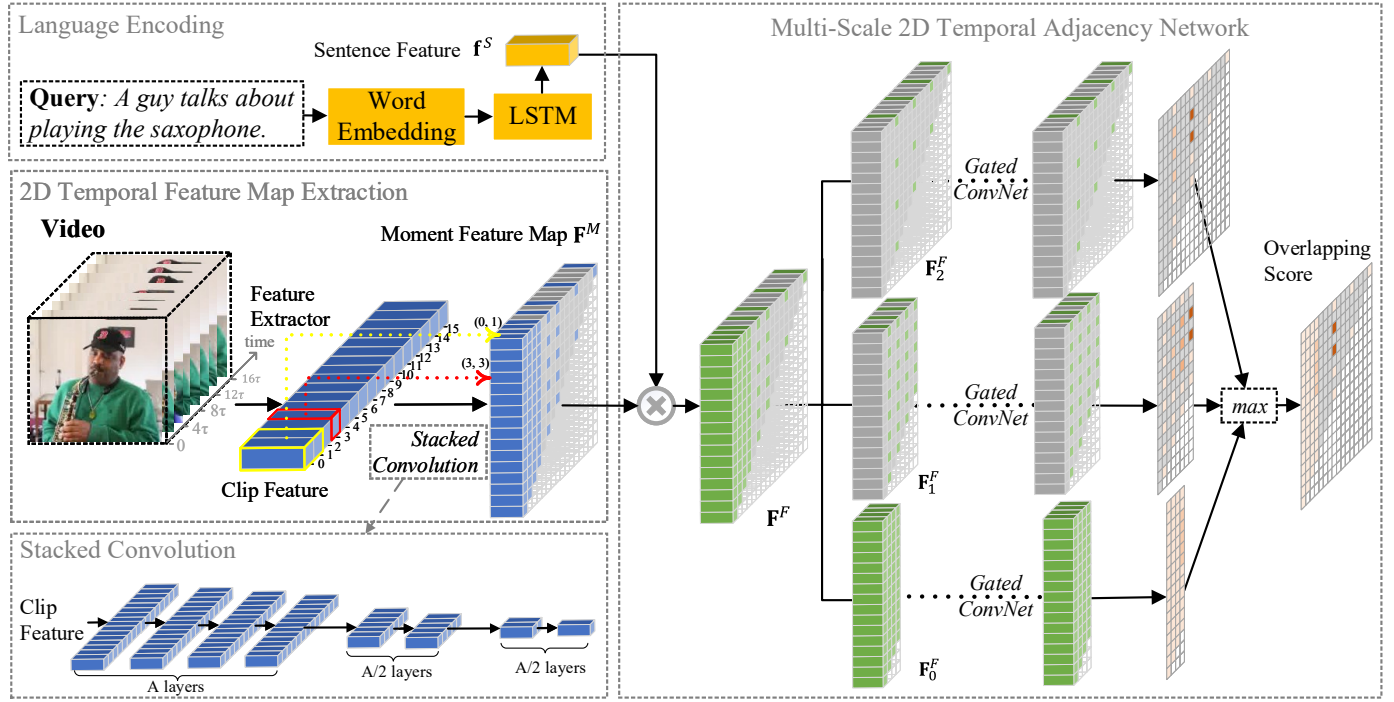 Language Encoding
Sentence Feature f^S
Query: A guy talks about
playing the saxophone.
Word
Embedding
LSTM
2D Temporal Feature Map Extraction
Video
Moment Feature Map F^M
Feature
Extractor
time
0
4τ
8τ
12τ
16τ
0
1
2
3
4
5
6
7
8
9
10
11
12
13
14
15
(0, 1)
(3, 3)
Clip Feature
Stacked
Convolution
Stacked Convolution
Clip
Feature
A layers
A/2 layers
A/2 layers
Multi-Scale 2D Temporal Adjacency Network
F^F
F_2^F
Gated
ConvNet
F_1^F
Gated
ConvNet
F_0^F
Gated
ConvNet
max
Overlapping
Score